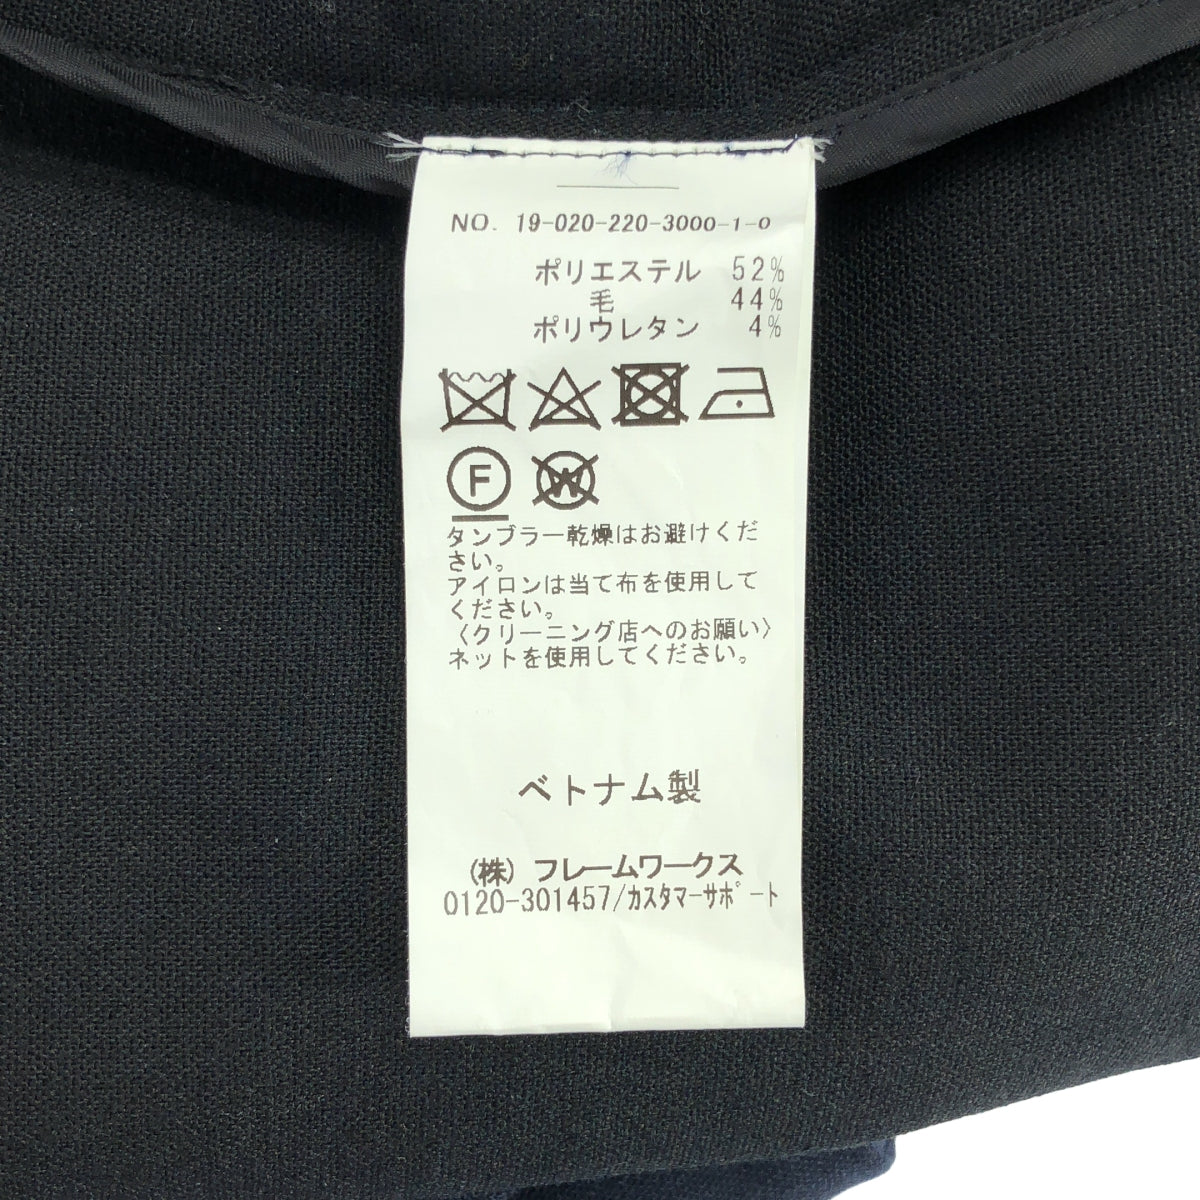 NO. 19-020-220-3000-1-0
ポリエステル 52%
毛 44%
ポリウレタン 4%
F W
タンブラー乾燥はお避けくだ
さい。
アイロンは当て布を使用して
ください。
〈クリーニング店へのお願い〉
ネットを使用してください。
ベトナム製
(株) フレームワークス
0120-301457/ｶｽﾀﾏｰｻﾎﾟｰﾄ